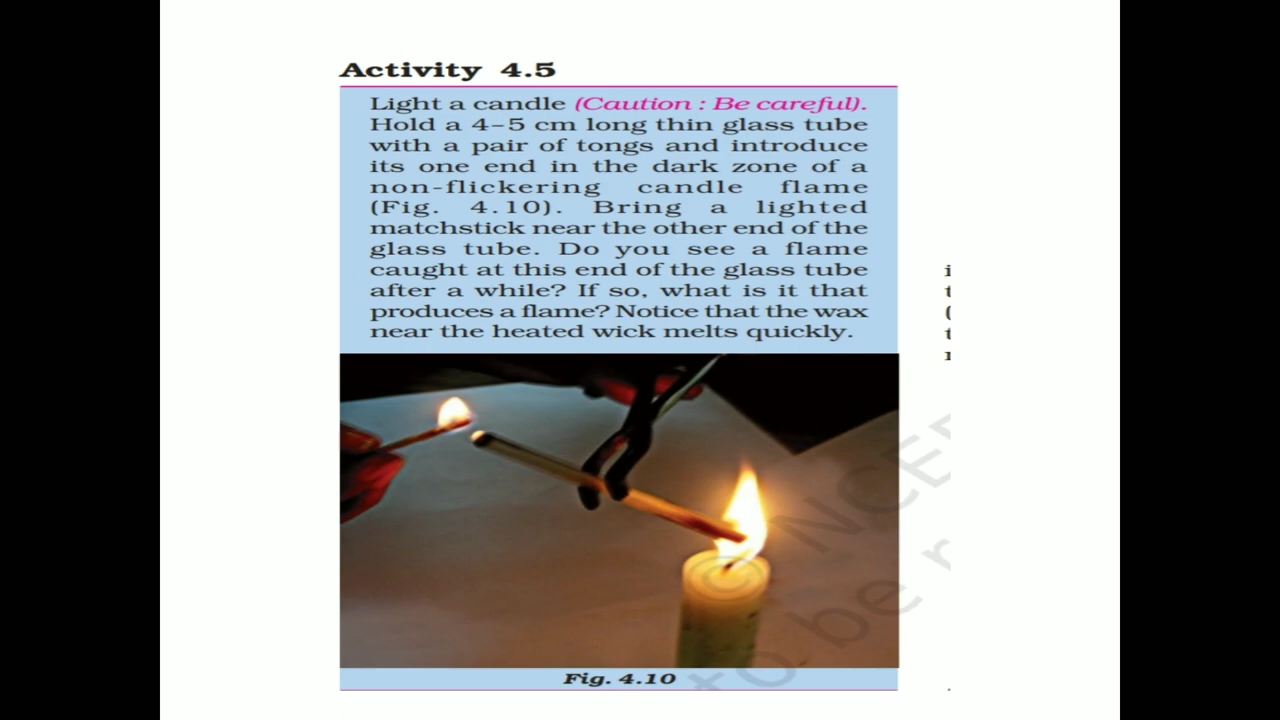 Activity 4.5
Light a candle (Caution : Be careful).
Hold a 4–5 cm long thin glass tube
with a pair of tongs and introduce
its one end in the dark zone of a
non-flickering candle flame
(Fig. 4.10). Bring a lighted
matchstick near the other end of the
glass tube. Do you see a flame
caught at this end of the glass tube
after a while? If so, what is it that
produces a flame? Notice that the wax
near the heated wick melts quickly.
Fig. 4.10
to be